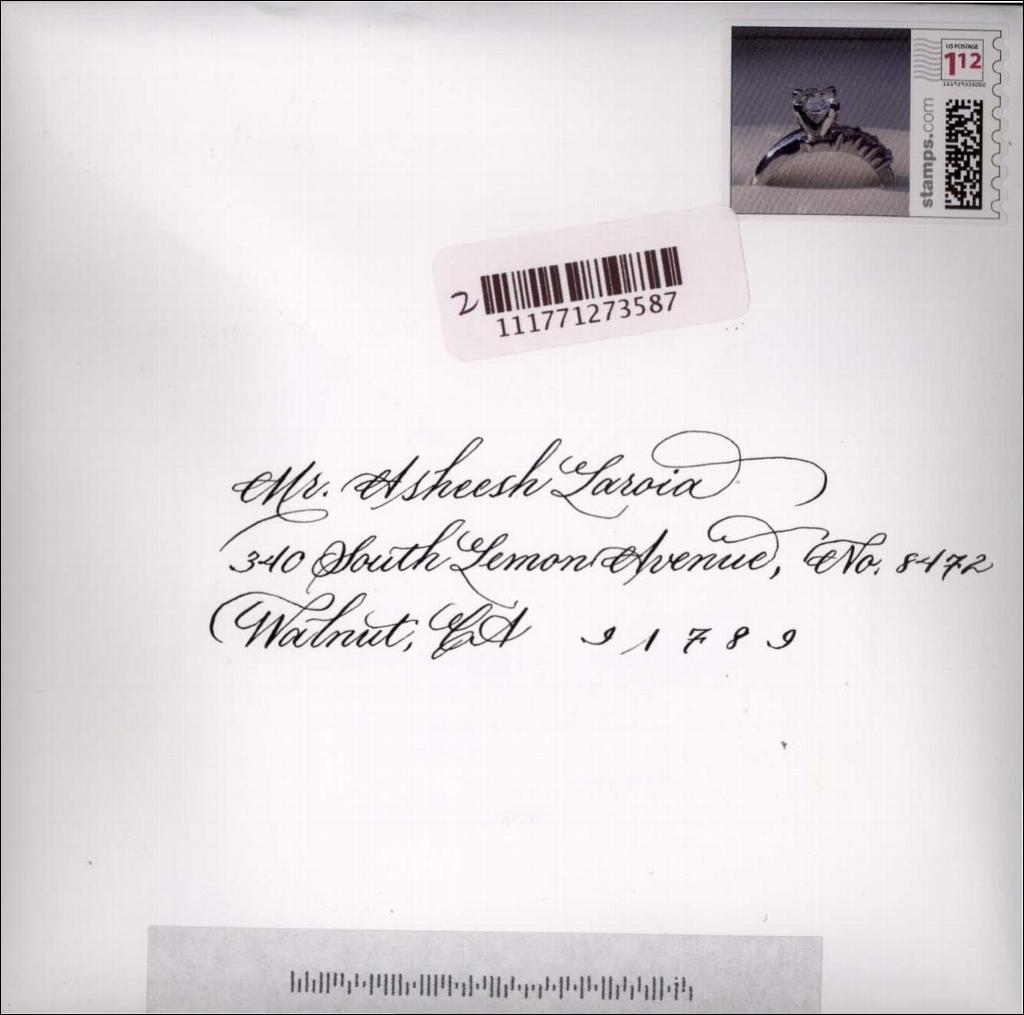 US POSTAGE
1 12
stamps.com
2
111771273587
Mr. Asheesh Laroia
340 South Lemon Avenue, No. 8472
Walnut, CA 91789